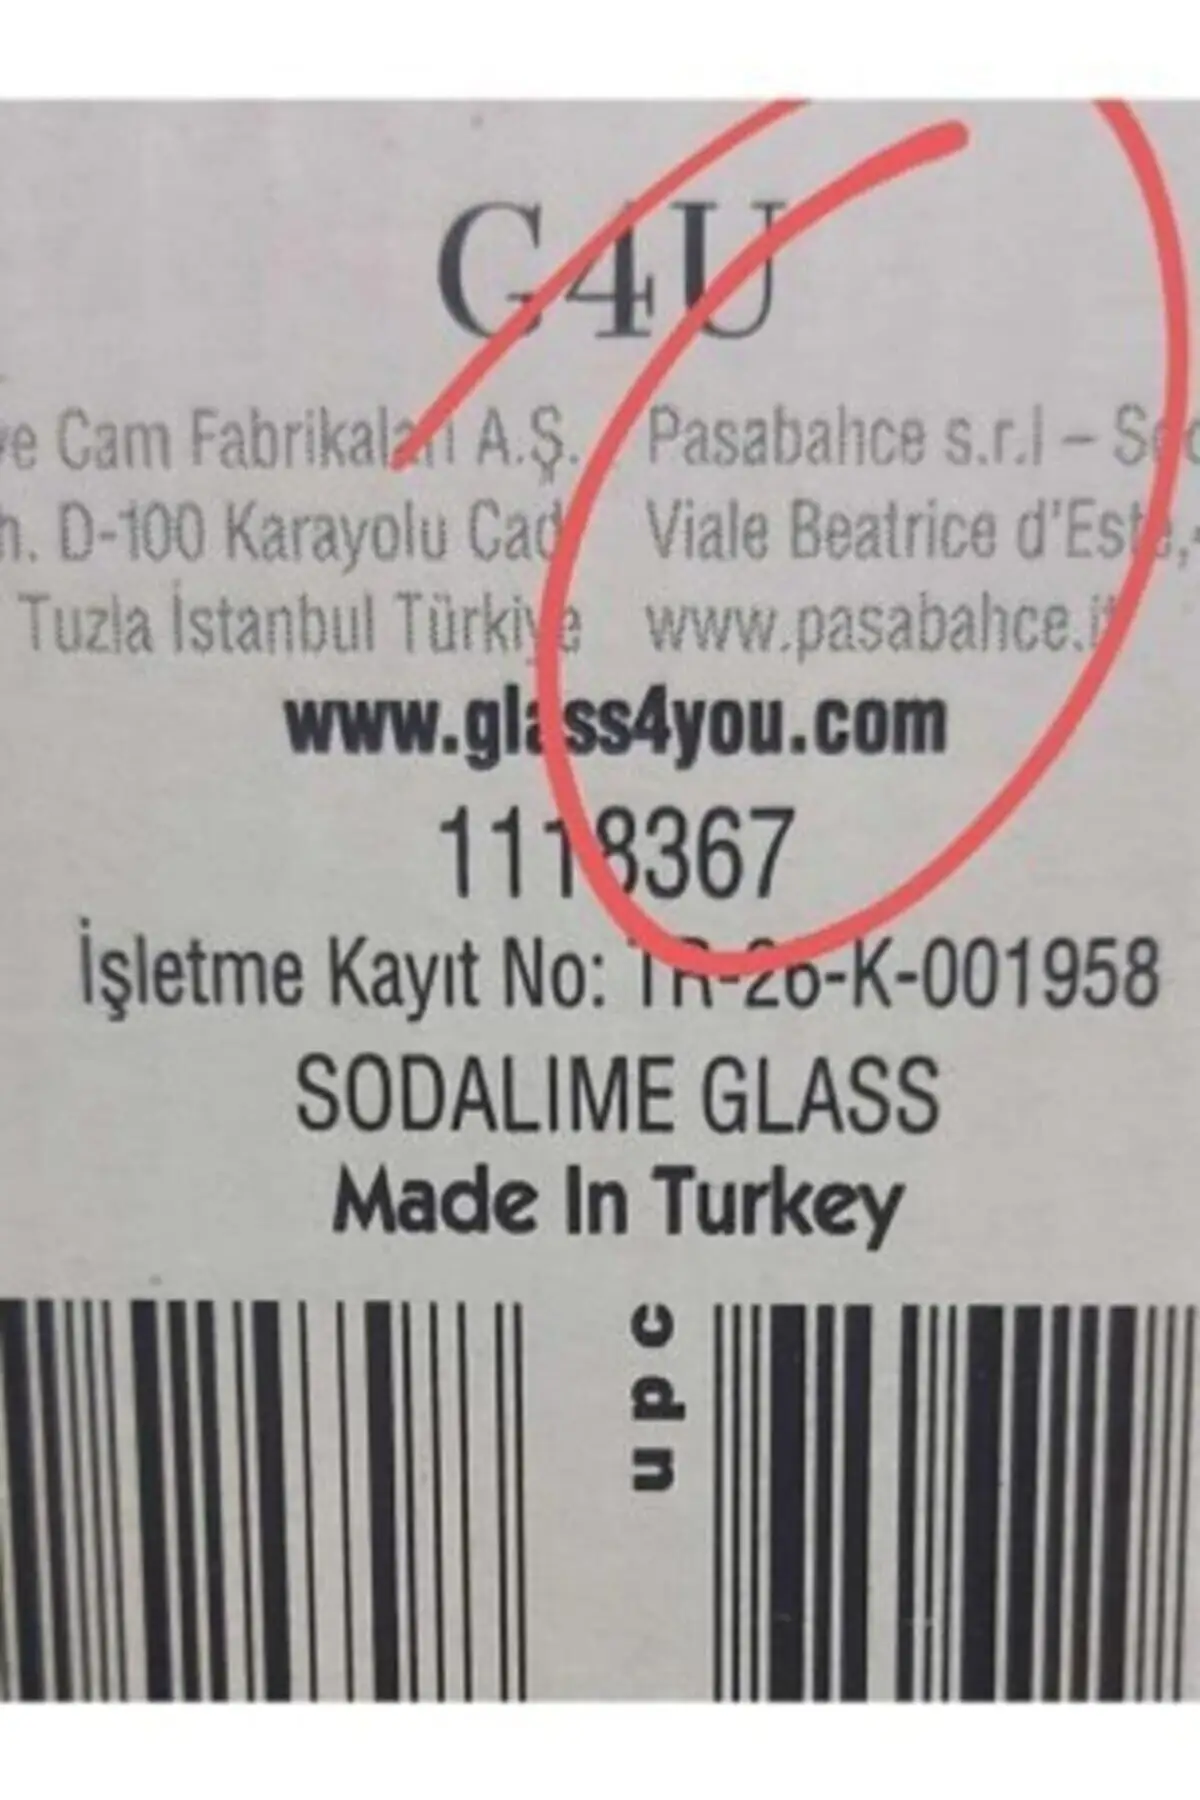 G4U
ve Cam Fabrikaları A.Ş.
h. D-100 Karayolu Cad
Tuzla İstanbul Türkiye
Pasabahce s.r.l –
Viale Beatrice d'Este,
www.pasabahce.it
www.glass4you.com
1118367
İşletme Kayıt No: TR-26-K-001958
SODALIME GLASS
Made In Turkey
upc